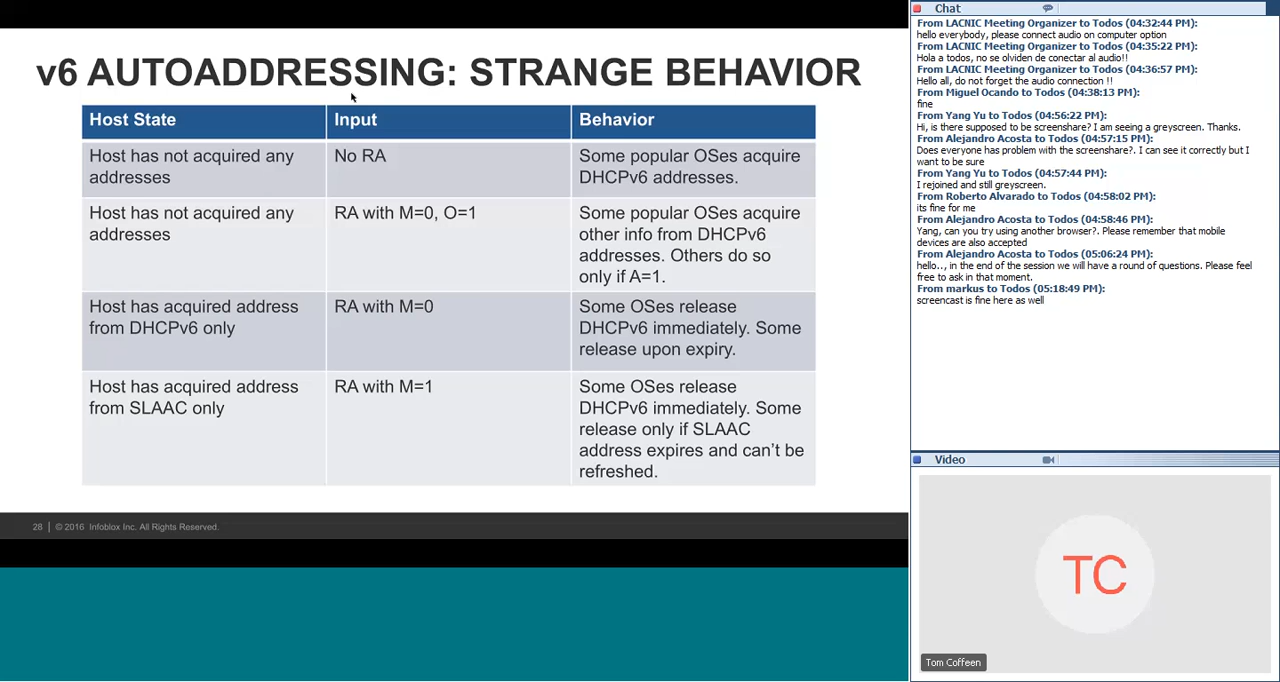 v6 AUTOADDRESSING: STRANGE BEHAVIOR
Host State
Input
Behavior
Host has not acquired any
addresses
No RA
Some popular OSes acquire
DHCPv6 addresses.
Host has not acquired any
addresses
RA with M=0, O=1
Some popular OSes acquire
other info from DHCPv6
addresses. Others do so
only if A=1.
Host has acquired address
from DHCPv6 only
RA with M=0
Some OSes release
DHCPv6 immediately. Some
release upon expiry.
Host has acquired address
from SLAAC only
RA with M=1
Some OSes release
DHCPv6 immediately. Some
release only if SLAAC
address expires and can't be
refreshed.
28 | © 2016 Infoblox Inc. All Rights Reserved.
Chat
From LACNIC Meeting Organizer to Todos (04:32:44 PM):
hello everybody, please connect audio on computer option
From LACNIC Meeting Organizer to Todos (04:35:22 PM):
Hola a todos, no se olviden de conectar al audio!!
From LACNIC Meeting Organizer to Todos (04:36:57 PM):
Hello all, do not forget the audio connection !!
From Miguel Ocando to Todos (04:38:13 PM):
fine
From Yang Yu to Todos (04:56:22 PM):
Hi, is there supposed to be screenshare? I am seeing a greyscreen. Thanks.
From Alejandro Acosta to Todos (04:57:15 PM):
Does everyone has problem with the screenshare?. I can see it correctly but I
want to be sure
From Yang Yu to Todos (04:57:44 PM):
I rejoined and still greyscreen.
From Roberto Alvarado to Todos (04:58:02 PM):
its fine for me
From Alejandro Acosta to Todos (04:58:46 PM):
Yang, can you try using another browser?. Please remember that mobile
devices are also accepted
From Alejandro Acosta to Todos (05:06:24 PM):
hello.., in the end of the session we will have a round of questions. Please feel
free to ask in that moment.
From markus to Todos (05:18:49 PM):
screencast is fine here as well
Video
TC
Tom Coffeen